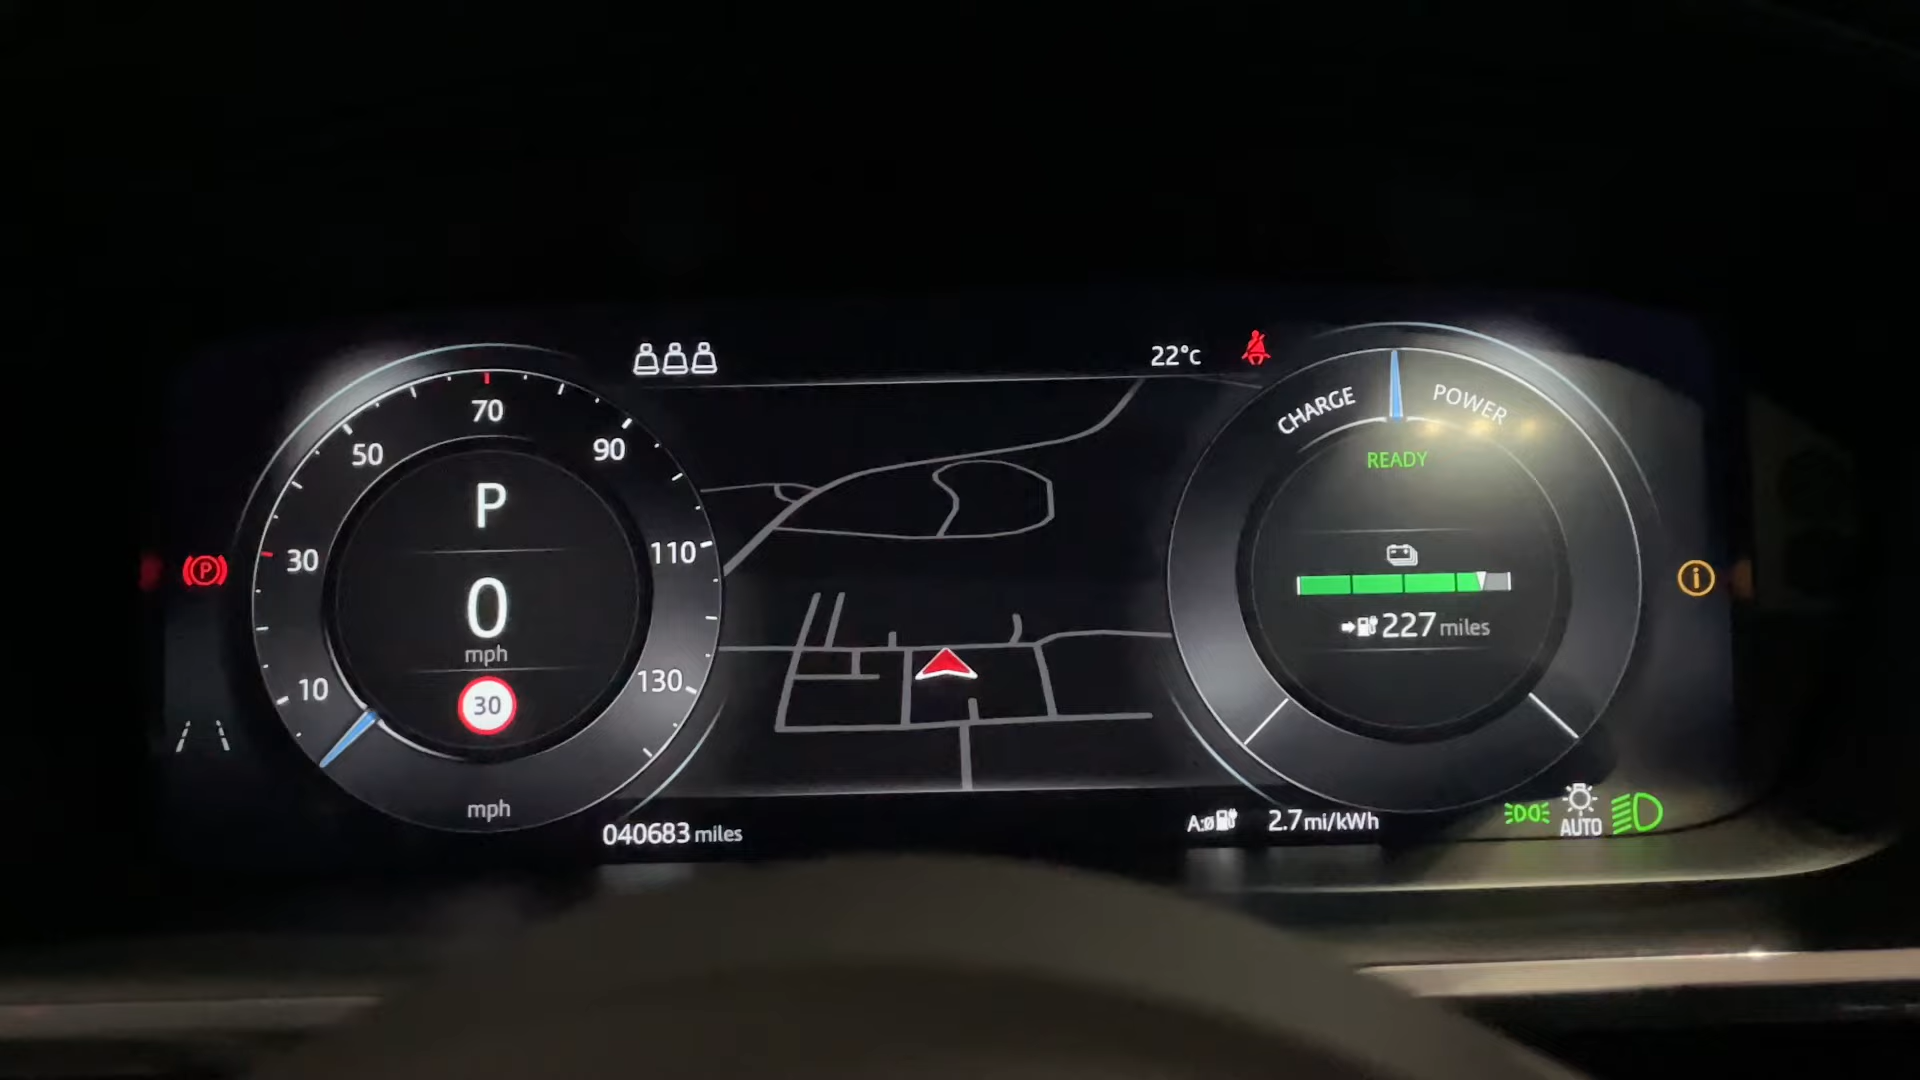 22°c
70
50
90
P
30
110
0
mph
10
130
30
mph
040683 miles
CHARGE
POWER
READY
227 miles
A:ø
2.7 mi/kWh
AUTO
P
i